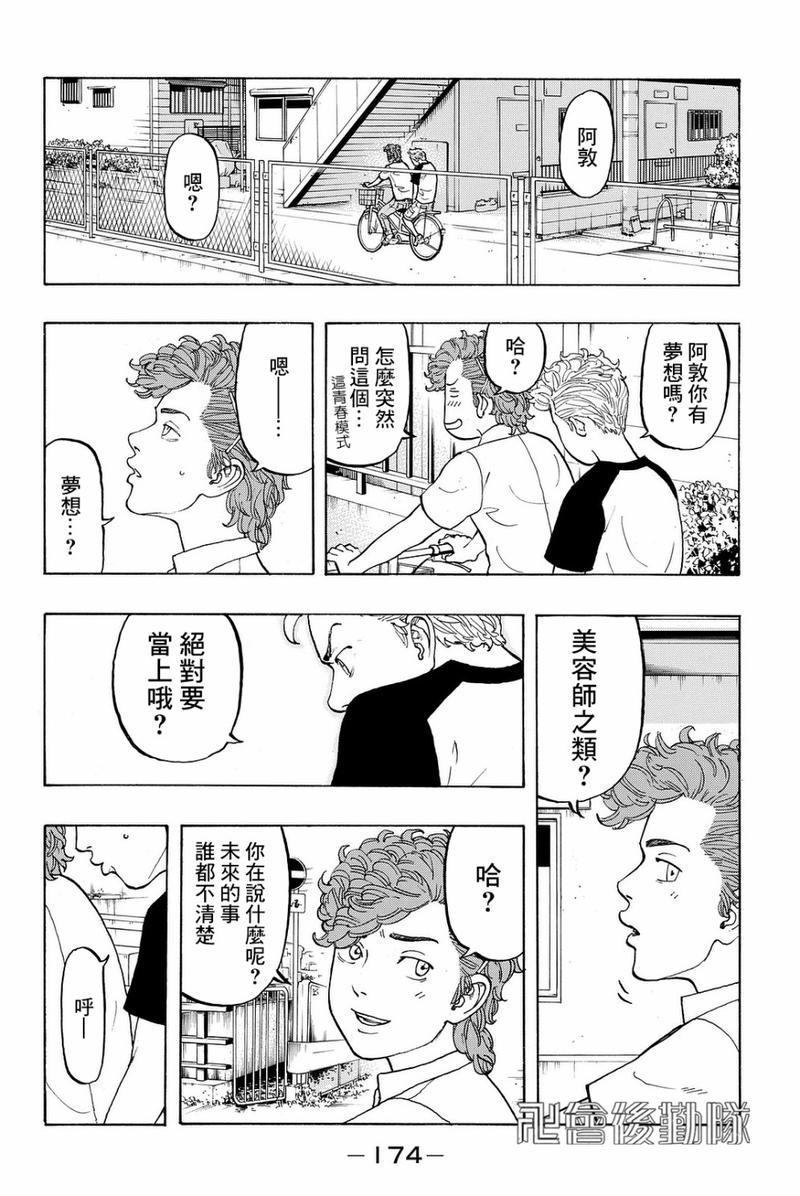 阿敦
嗯?
阿敦你有
夢想嗎?
哈?
怎麼突然
問這個…
這青春模式
嗯——…
夢想…?
美容師之類?
絕對要
當上哦?
哈?
你在說什麼呢?
未來的事
誰都不清楚
呼—
卍會後勤隊
—174—